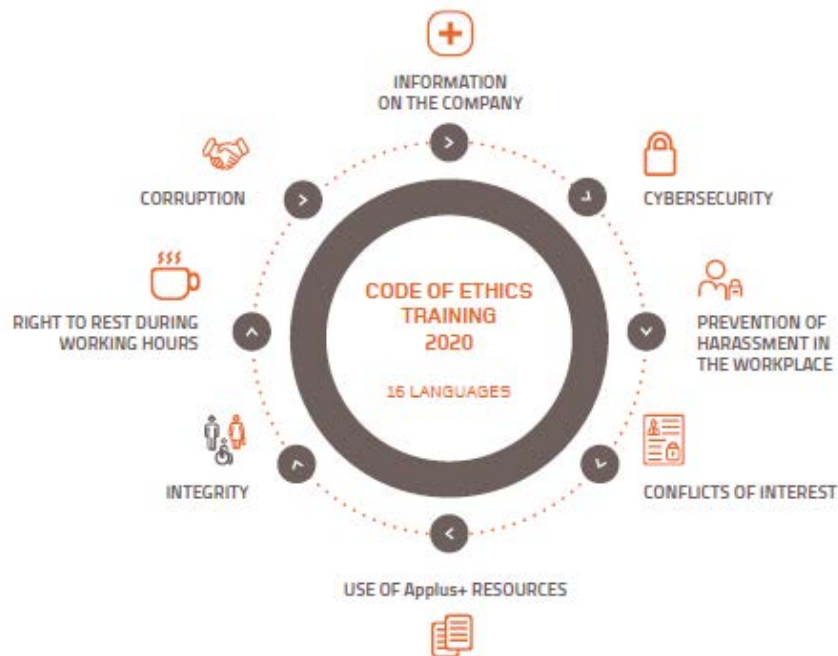 INFORMATION
ON THE COMPANY
CYBERSECURITY
PREVENTION OF
HARASSMENT IN
THE WORKPLACE
CONFLICTS OF INTEREST
USE OF Applus+ RESOURCES
INTEGRITY
RIGHT TO REST DURING
WORKING HOURS
CORRUPTION
CODE OF ETHICS
TRAINING
2020
16 LANGUAGES